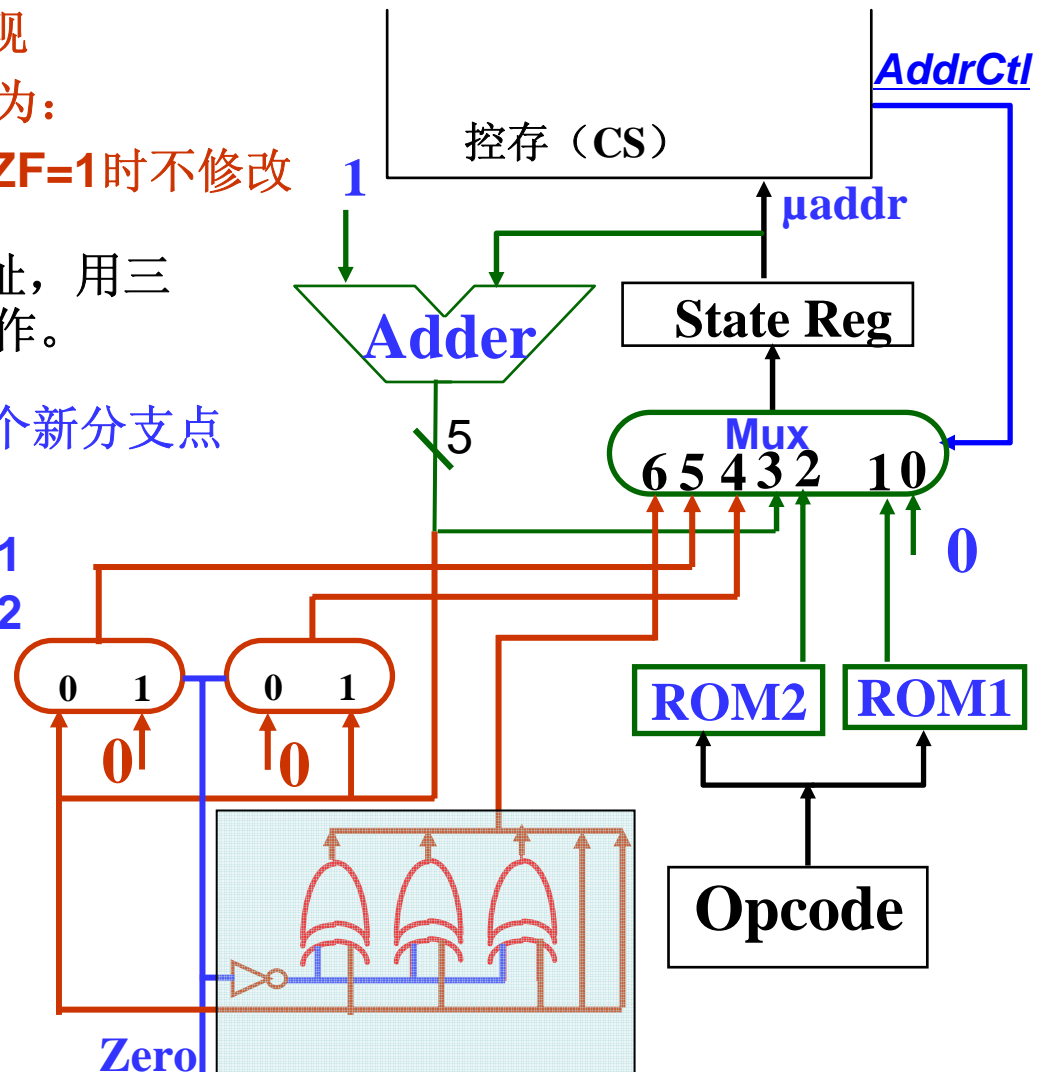 现
为：
ZF=1时不修改
址，用三
作。
个新分支点
1
2
AddrCtl
控存（CS）
1
μaddr
Adder
State Reg
5
Mux
6 5 4 3 2 1 0
0
0 1
0 1
0
0
ROM2
ROM1
Opcode
Zero